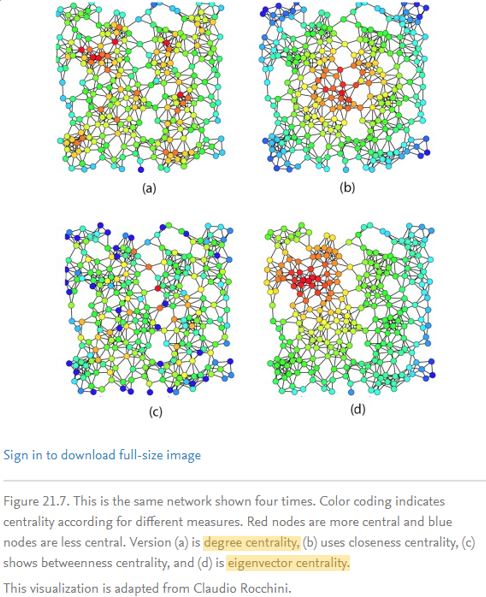 (a)
(b)
(c)
(d)
Sign in to download full-size image
Figure 21.7. This is the same network shown four times. Color coding indicates
centrality according for different measures. Red nodes are more central and blue
nodes are less central. Version (a) is degree centrality, (b) uses closeness centrality, (c)
shows betweenness centrality, and (d) is eigenvector centrality.
This visualization is adapted from Claudio Rocchini.